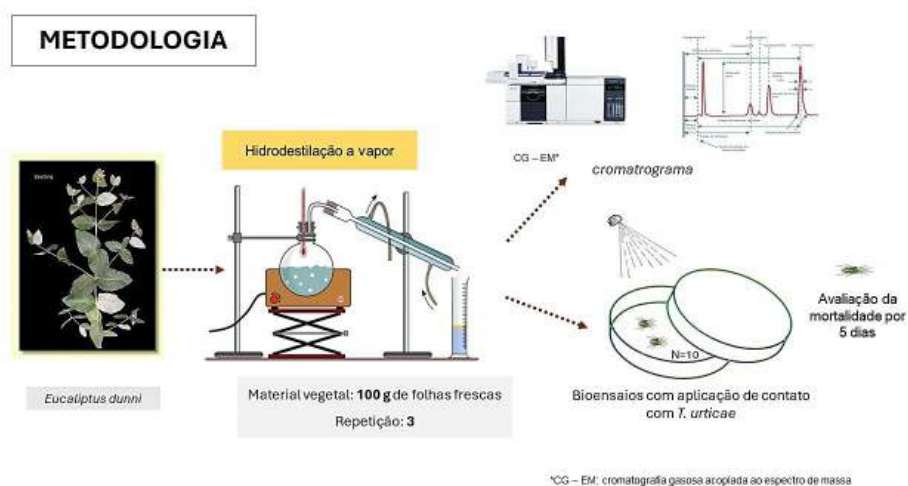 METODOLOGIA
Hidrodestilação a vapor
CG – EM*
cromatrograma
Eucaliptus dunni
Material vegetal: 100 g de folhas frescas
Repetição: 3
N=10
Bioensaios com aplicação de contato
com T. urticae
Avaliação da
mortalidade por
5 dias
*CG – EM: cromatografia gasosa acoplada ao espectro de massa